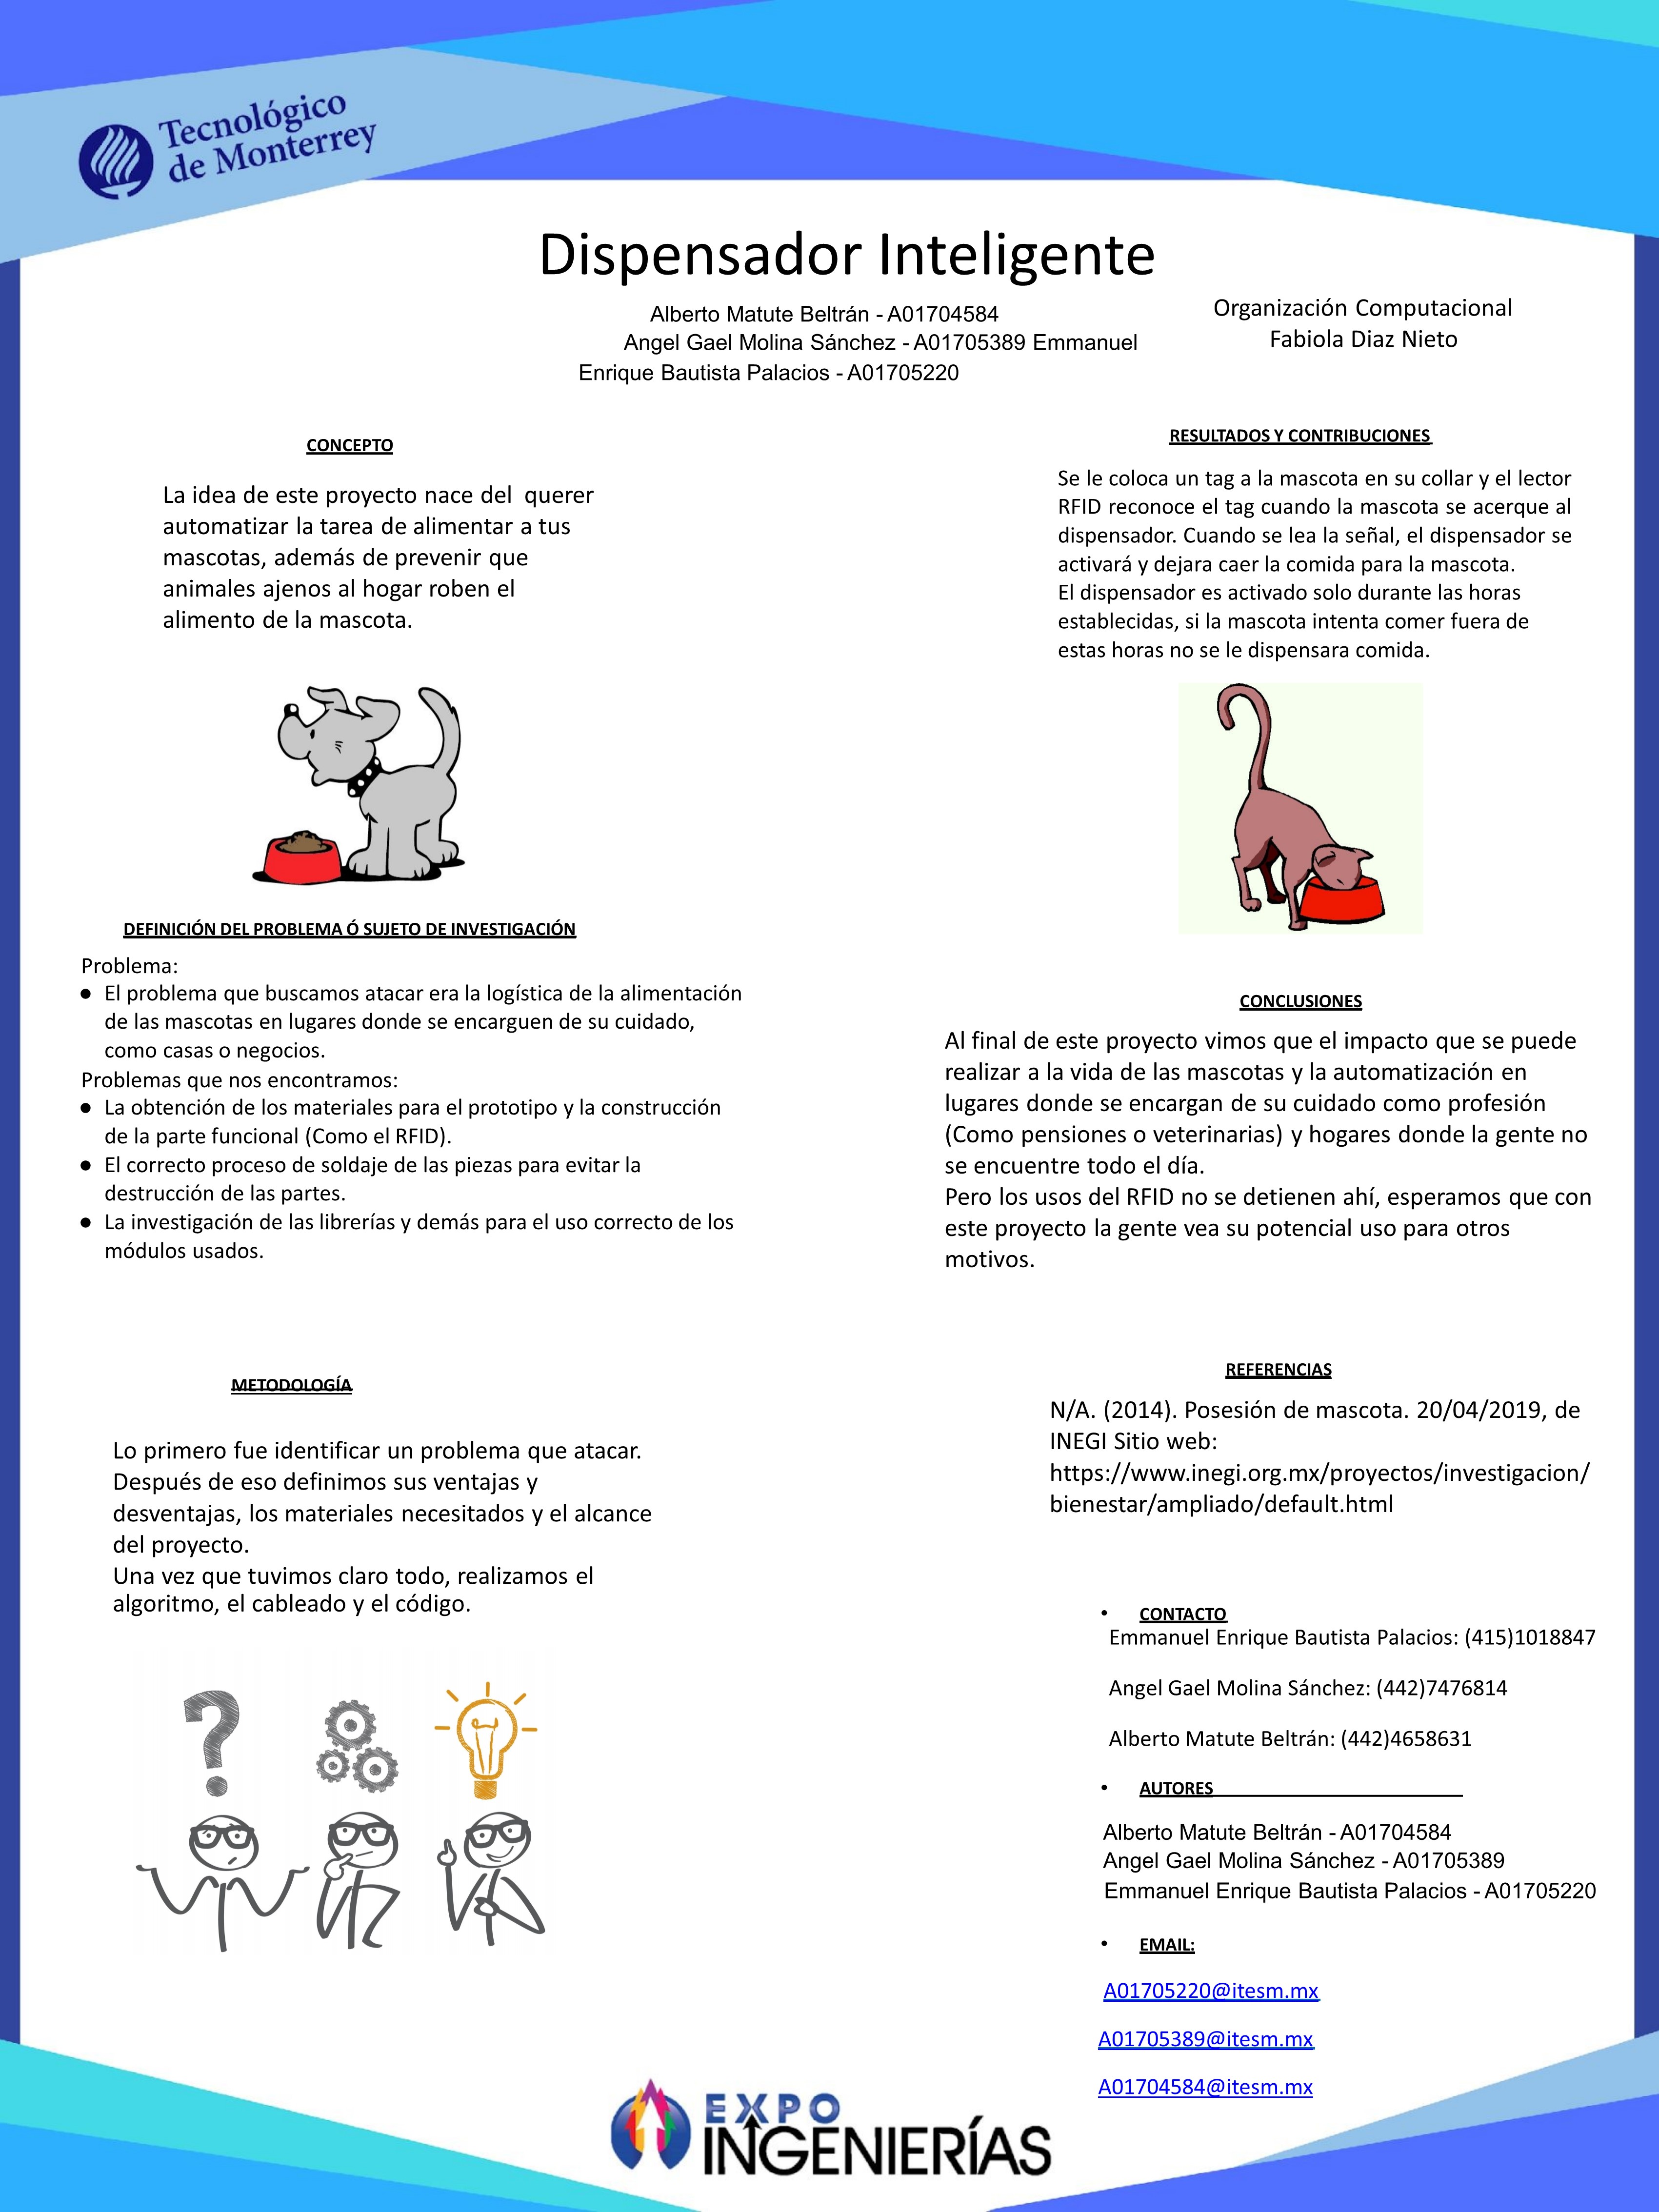 Tecnológico
de Monterrey
Dispensador Inteligente
Alberto Matute Beltrán - A01704584
Angel Gael Molina Sánchez - A01705389 Emmanuel
Enrique Bautista Palacios - A01705220
Organización Computacional
Fabiola Diaz Nieto
CONCEPTO
La idea de este proyecto nace del  querer
automatizar la tarea de alimentar a tus
mascotas, además de prevenir que
animales ajenos al hogar roben el
alimento de la mascota.
DEFINICIÓN DEL PROBLEMA Ó SUJETO DE INVESTIGACIÓN
Problema:
● El problema que buscamos atacar era la logística de la alimentación
de las mascotas en lugares donde se encarguen de su cuidado,
como casas o negocios.
Problemas que nos encontramos:
● La obtención de los materiales para el prototipo y la construcción
de la parte funcional (Como el RFID).
● El correcto proceso de soldaje de las piezas para evitar la
destrucción de las partes.
● La investigación de las librerías y demás para el uso correcto de los
módulos usados.
METODOLOGÍA
Lo primero fue identificar un problema que atacar.
Después de eso definimos sus ventajas y
desventajas, los materiales necesitados y el alcance
del proyecto.
Una vez que tuvimos claro todo, realizamos el
algoritmo, el cableado y el código.
?
RESULTADOS Y CONTRIBUCIONES
Se le coloca un tag a la mascota en su collar y el lector
RFID reconoce el tag cuando la mascota se acerque al
dispensador. Cuando se lea la señal, el dispensador se
activará y dejara caer la comida para la mascota.
El dispensador es activado solo durante las horas
establecidas, si la mascota intenta comer fuera de
estas horas no se le dispensara comida.
CONCLUSIONES
Al final de este proyecto vimos que el impacto que se puede
realizar a la vida de las mascotas y la automatización en
lugares donde se encargan de su cuidado como profesión
(Como pensiones o veterinarias) y hogares donde la gente no
se encuentre todo el día.
Pero los usos del RFID no se detienen ahí, esperamos que con
este proyecto la gente vea su potencial uso para otros
motivos.
REFERENCIAS
N/A. (2014). Posesión de mascota. 20/04/2019, de
INEGI Sitio web:
https://www.inegi.org.mx/proyectos/investigacion/
bienestar/ampliado/default.html
• CONTACTO
Emmanuel Enrique Bautista Palacios: (415)1018847
Angel Gael Molina Sánchez: (442)7476814
Alberto Matute Beltrán: (442)4658631
• AUTORES
Alberto Matute Beltrán - A01704584
Angel Gael Molina Sánchez - A01705389
Emmanuel Enrique Bautista Palacios - A01705220
• EMAIL:
A01705220@itesm.mx
A01705389@itesm.mx
A01704584@itesm.mx
EXPO
INGENIERÍAS